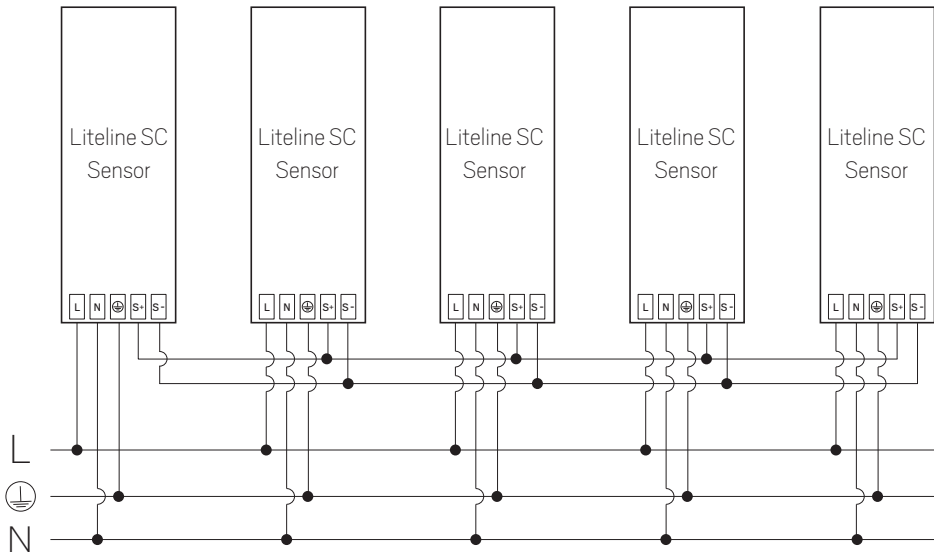 Liteline SC
Sensor
Liteline SC
Sensor
Liteline SC
Sensor
Liteline SC
Sensor
Liteline SC
Sensor
L N S+ S-
L N S+ S-
L N S+ S-
L N S+ S-
L N S+ S-
L
N